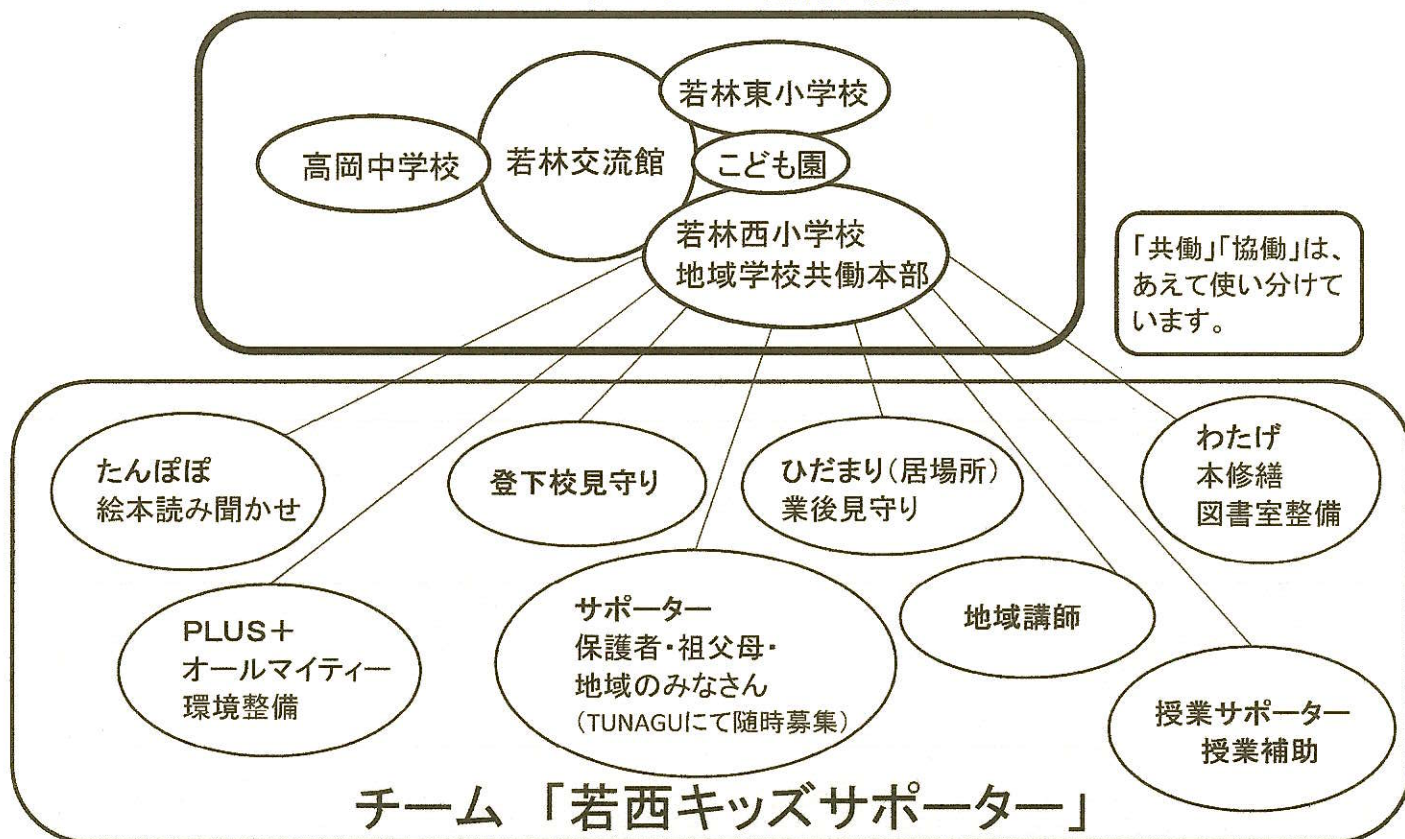 若林東小学校
高岡中学校
若林交流館
こども園
若林西小学校
地域学校共働本部
「共働」「協働」は、
あえて使い分けて
います。
たんぽぽ
絵本読み聞かせ
登下校見守り
ひだまり(居場所)
業後見守り
わたげ
本修繕
図書室整備
PLUS+
オールマイティー
環境整備
サポーター
保護者・祖父母・
地域のみなさん
(TUNAGUにて随時募集)
地域講師
授業サポーター
授業補助
チーム 「若西キッズサポーター」